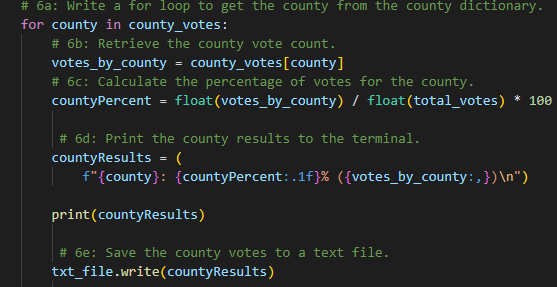 # 6a: Write a for loop to get the county from the county dictionary.
for county in county_votes:
# 6b: Retrieve the county vote count.
votes_by_county = county_votes[county]
# 6c: Calculate the percentage of votes for the county.
countyPercent = float(votes_by_county) / float(total_votes) * 100
# 6d: Print the county results to the terminal.
countyResults = (
f"{county}: {countyPercent:.1f}% ({votes_by_county:,})\n")
print(countyResults)
# 6e: Save the county votes to a text file.
txt_file.write(countyResults)